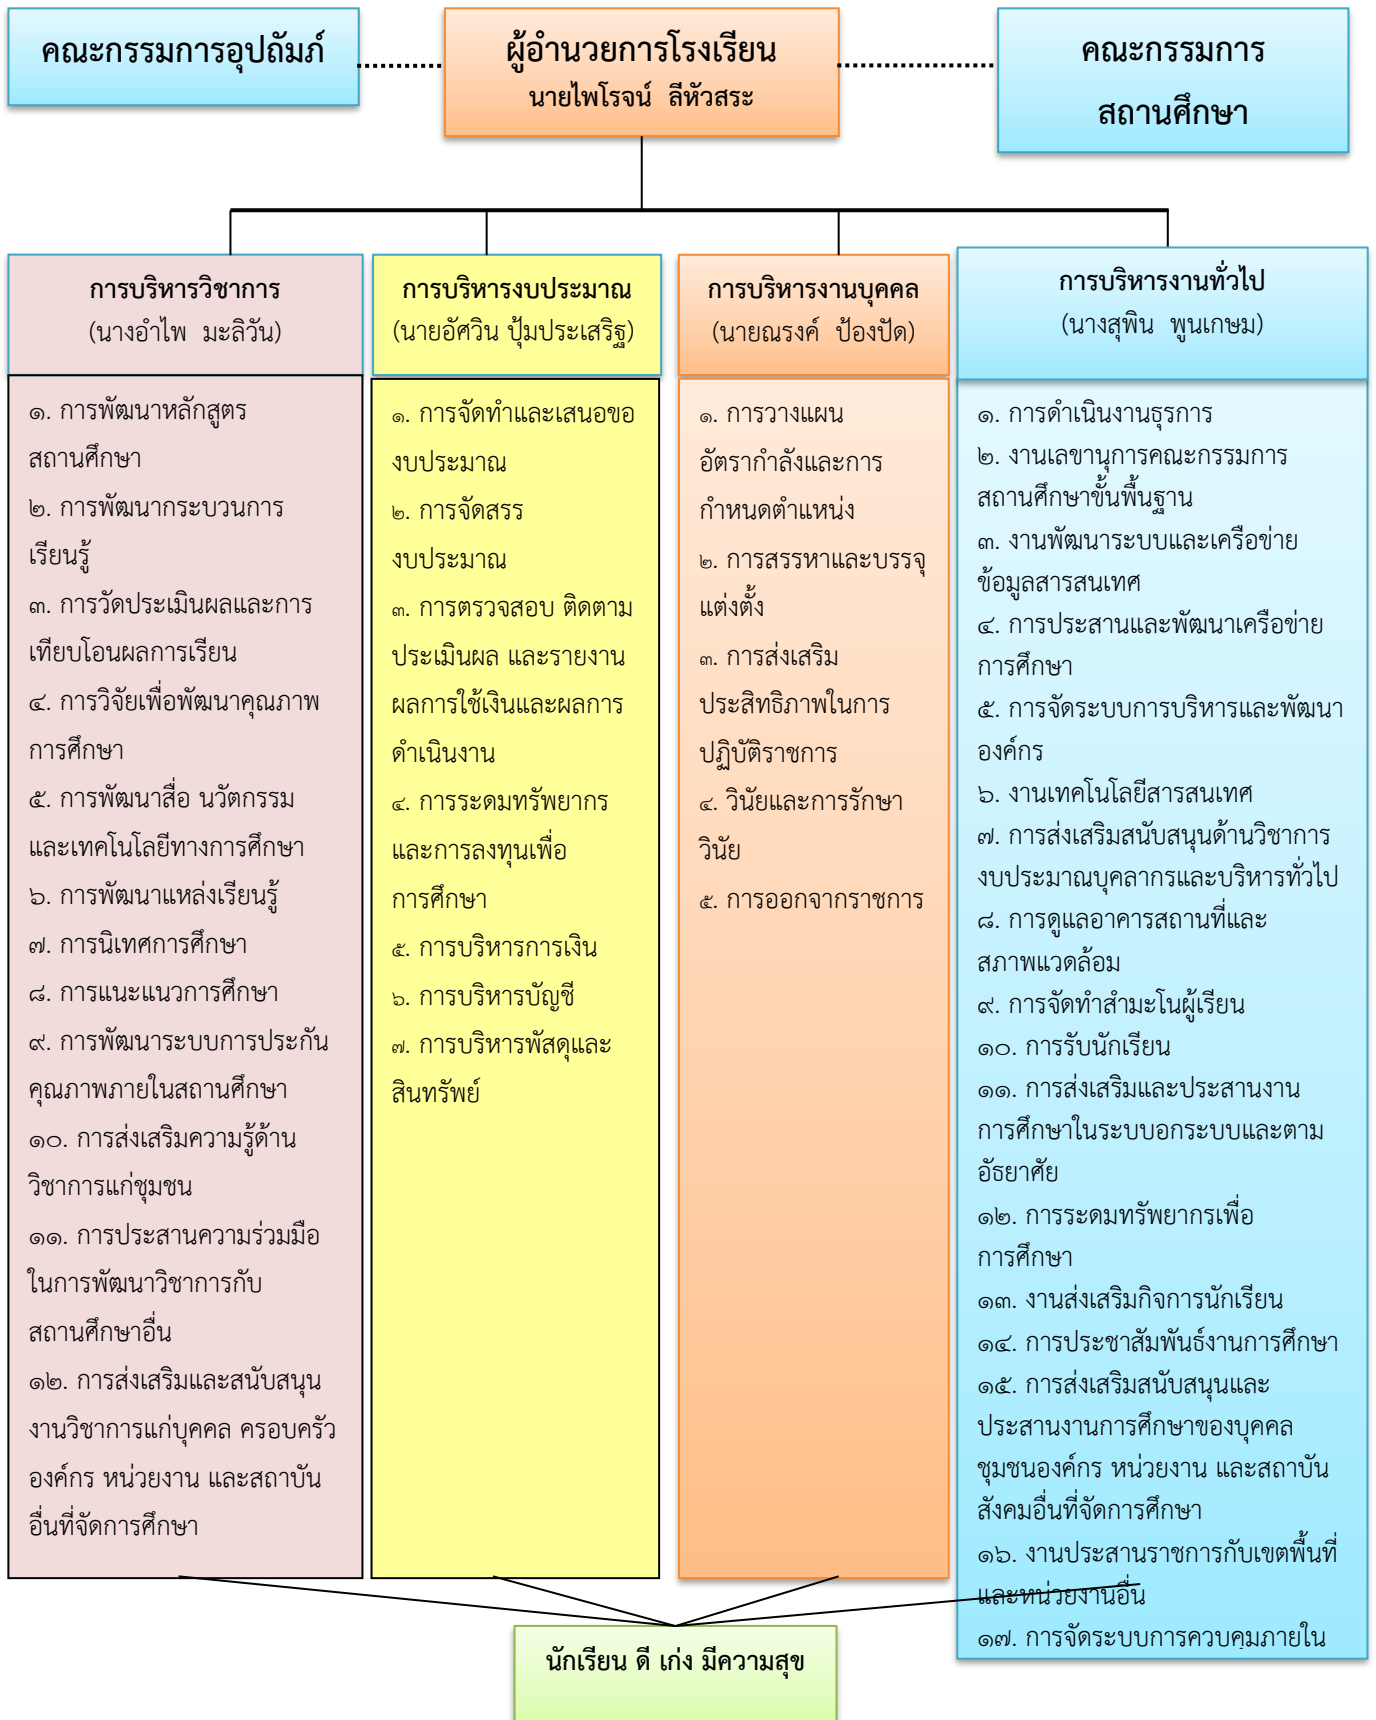 คณะกรรมการอุปถัมภ์
ผู้อำนวยการโรงเรียน
นายไพโรจน์ ลีหัวสระ
คณะกรรมการ
สถานศึกษา
การบริหารวิชาการ
(นางอำไพ มะลิวัน)
๑. การพัฒนาหลักสูตร
สถานศึกษา
๒. การพัฒนากระบวนการ
เรียนรู้
๓. การวัดประเมินผลและการ
เทียบโอนผลการเรียน
๔. การวิจัยเพื่อพัฒนาคุณภาพ
การศึกษา
๕. การพัฒนาสื่อ นวัตกรรม
และเทคโนโลยีทางการศึกษา
๖. การพัฒนาแหล่งเรียนรู้
๗. การนิเทศการศึกษา
๘. การแนะแนวการศึกษา
๙. การพัฒนาระบบการประกัน
คุณภาพภายในสถานศึกษา
๑๐. การส่งเสริมความรู้ด้าน
วิชาการแก่ชุมชน
๑๑. การประสานความร่วมมือ
ในการพัฒนาวิชาการกับ
สถานศึกษาอื่น
๑๒. การส่งเสริมและสนับสนุน
งานวิชาการแก่บุคคล ครอบครัว
องค์กร หน่วยงาน และสถาบัน
อื่นที่จัดการศึกษา
การบริหารงบประมาณ
(นายอัศวิน ปุ้มประเสริฐ)
๑. การจัดทำและเสนอขอ
งบประมาณ
๒. การจัดสรร
งบประมาณ
๓. การตรวจสอบ ติดตาม
ประเมินผล และรายงาน
ผลการใช้เงินและผลการ
ดำเนินงาน
๔. การระดมทรัพยากร
และการลงทุนเพื่อ
การศึกษา
๕. การบริหารการเงิน
๖. การบริหารบัญชี
๗. การบริหารพัสดุและ
สินทรัพย์
การบริหารงานบุคคล
(นายณรงค์ ป้องปัด)
๑. การวางแผน
อัตรากำลังและการ
กำหนดตำแหน่ง
๒. การสรรหาและบรรจุ
แต่งตั้ง
๓. การส่งเสริม
ประสิทธิภาพในการ
ปฏิบัติราชการ
๔. วินัยและการรักษา
วินัย
๕. การออกจากราชการ
การบริหารงานทั่วไป
(นางสุพิน พูนเกษม)
๑. การดำเนินงานธุรการ
๒. งานเลขานุการคณะกรรมการ
สถานศึกษาขั้นพื้นฐาน
๓. งานพัฒนาระบบและเครือข่าย
ข้อมูลสารสนเทศ
๔. การประสานและพัฒนาเครือข่าย
การศึกษา
๕. การจัดระบบการบริหารและพัฒนา
องค์กร
๖. งานเทคโนโลยีสารสนเทศ
๗. การส่งเสริมสนับสนุนด้านวิชาการ
งบประมาณบุคลากรและบริหารทั่วไป
๘. การดูแลอาคารสถานที่และ
สภาพแวดล้อม
๙. การจัดทำสำมะโนผู้เรียน
๑๐. การรับนักเรียน
๑๑. การส่งเสริมและประสานงาน
การศึกษาในระบบอกระบบและตาม
อัธยาศัย
๑๒. การระดมทรัพยากรเพื่อ
การศึกษา
๑๓. งานส่งเสริมกิจการนักเรียน
๑๔. การประชาสัมพันธ์งานการศึกษา
๑๕. การส่งเสริมสนับสนุนและ
ประสานงานการศึกษาของบุคคล
ชุมชนองค์กร หน่วยงาน และสถาบัน
สังคมอื่นที่จัดการศึกษา
๑๖. งานประสานราชการกับเขตพื้นที่
และหน่วยงานอื่น
๑๗. การจัดระบบการควบคุมภายใน
นักเรียน ดี เก่ง มีความสุข